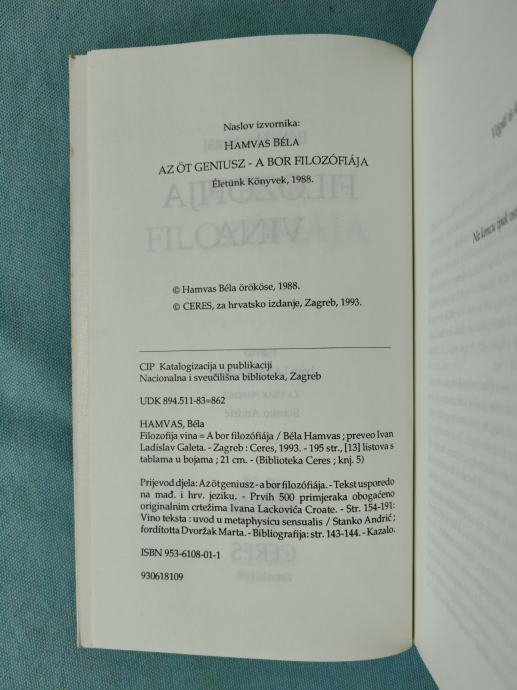 Naslov izvornika:
HAMVAS BÉLA
AZ ÖT GENIUSZ - A BOR FILOZÓFIÁJA
Életünk Könyvek, 1988.
© Hamvas Béla örököse, 1988.
© CERES, za hrvatsko izdanje, Zagreb, 1993.
CIP Katalogizacija u publikaciji
Nacionalna i sveučilišna biblioteka, Zagreb
UDK 894.511-83=862
HAMVAS, Béla
Filozofija vina = A bor filozófiája / Béla Hamvas ; preveo Ivan
Ladislav Galeta. - Zagreb : Ceres, 1993. - 195 str., [13] listova s
tablama u bojama ; 21 cm. - (Biblioteka Ceres ; knj. 5)
Prijevod djela: Az öt geniusz - a bor filozófiája. - Tekst usporedo
na mađ. i hrv. jeziku. - Prvih 500 primjeraka obogaćeno
originalnim crtežima Ivana Lackovića Croate. - Str. 154-191:
Vino teksta : uvod u metaphysicu sensualis / Stanko Andrić ;
fordította Dvoržak Marta. - Bibliografija: str. 143-144. - Kazalo.
ISBN 953-6108-01-1
930618109
Na koncu ipak